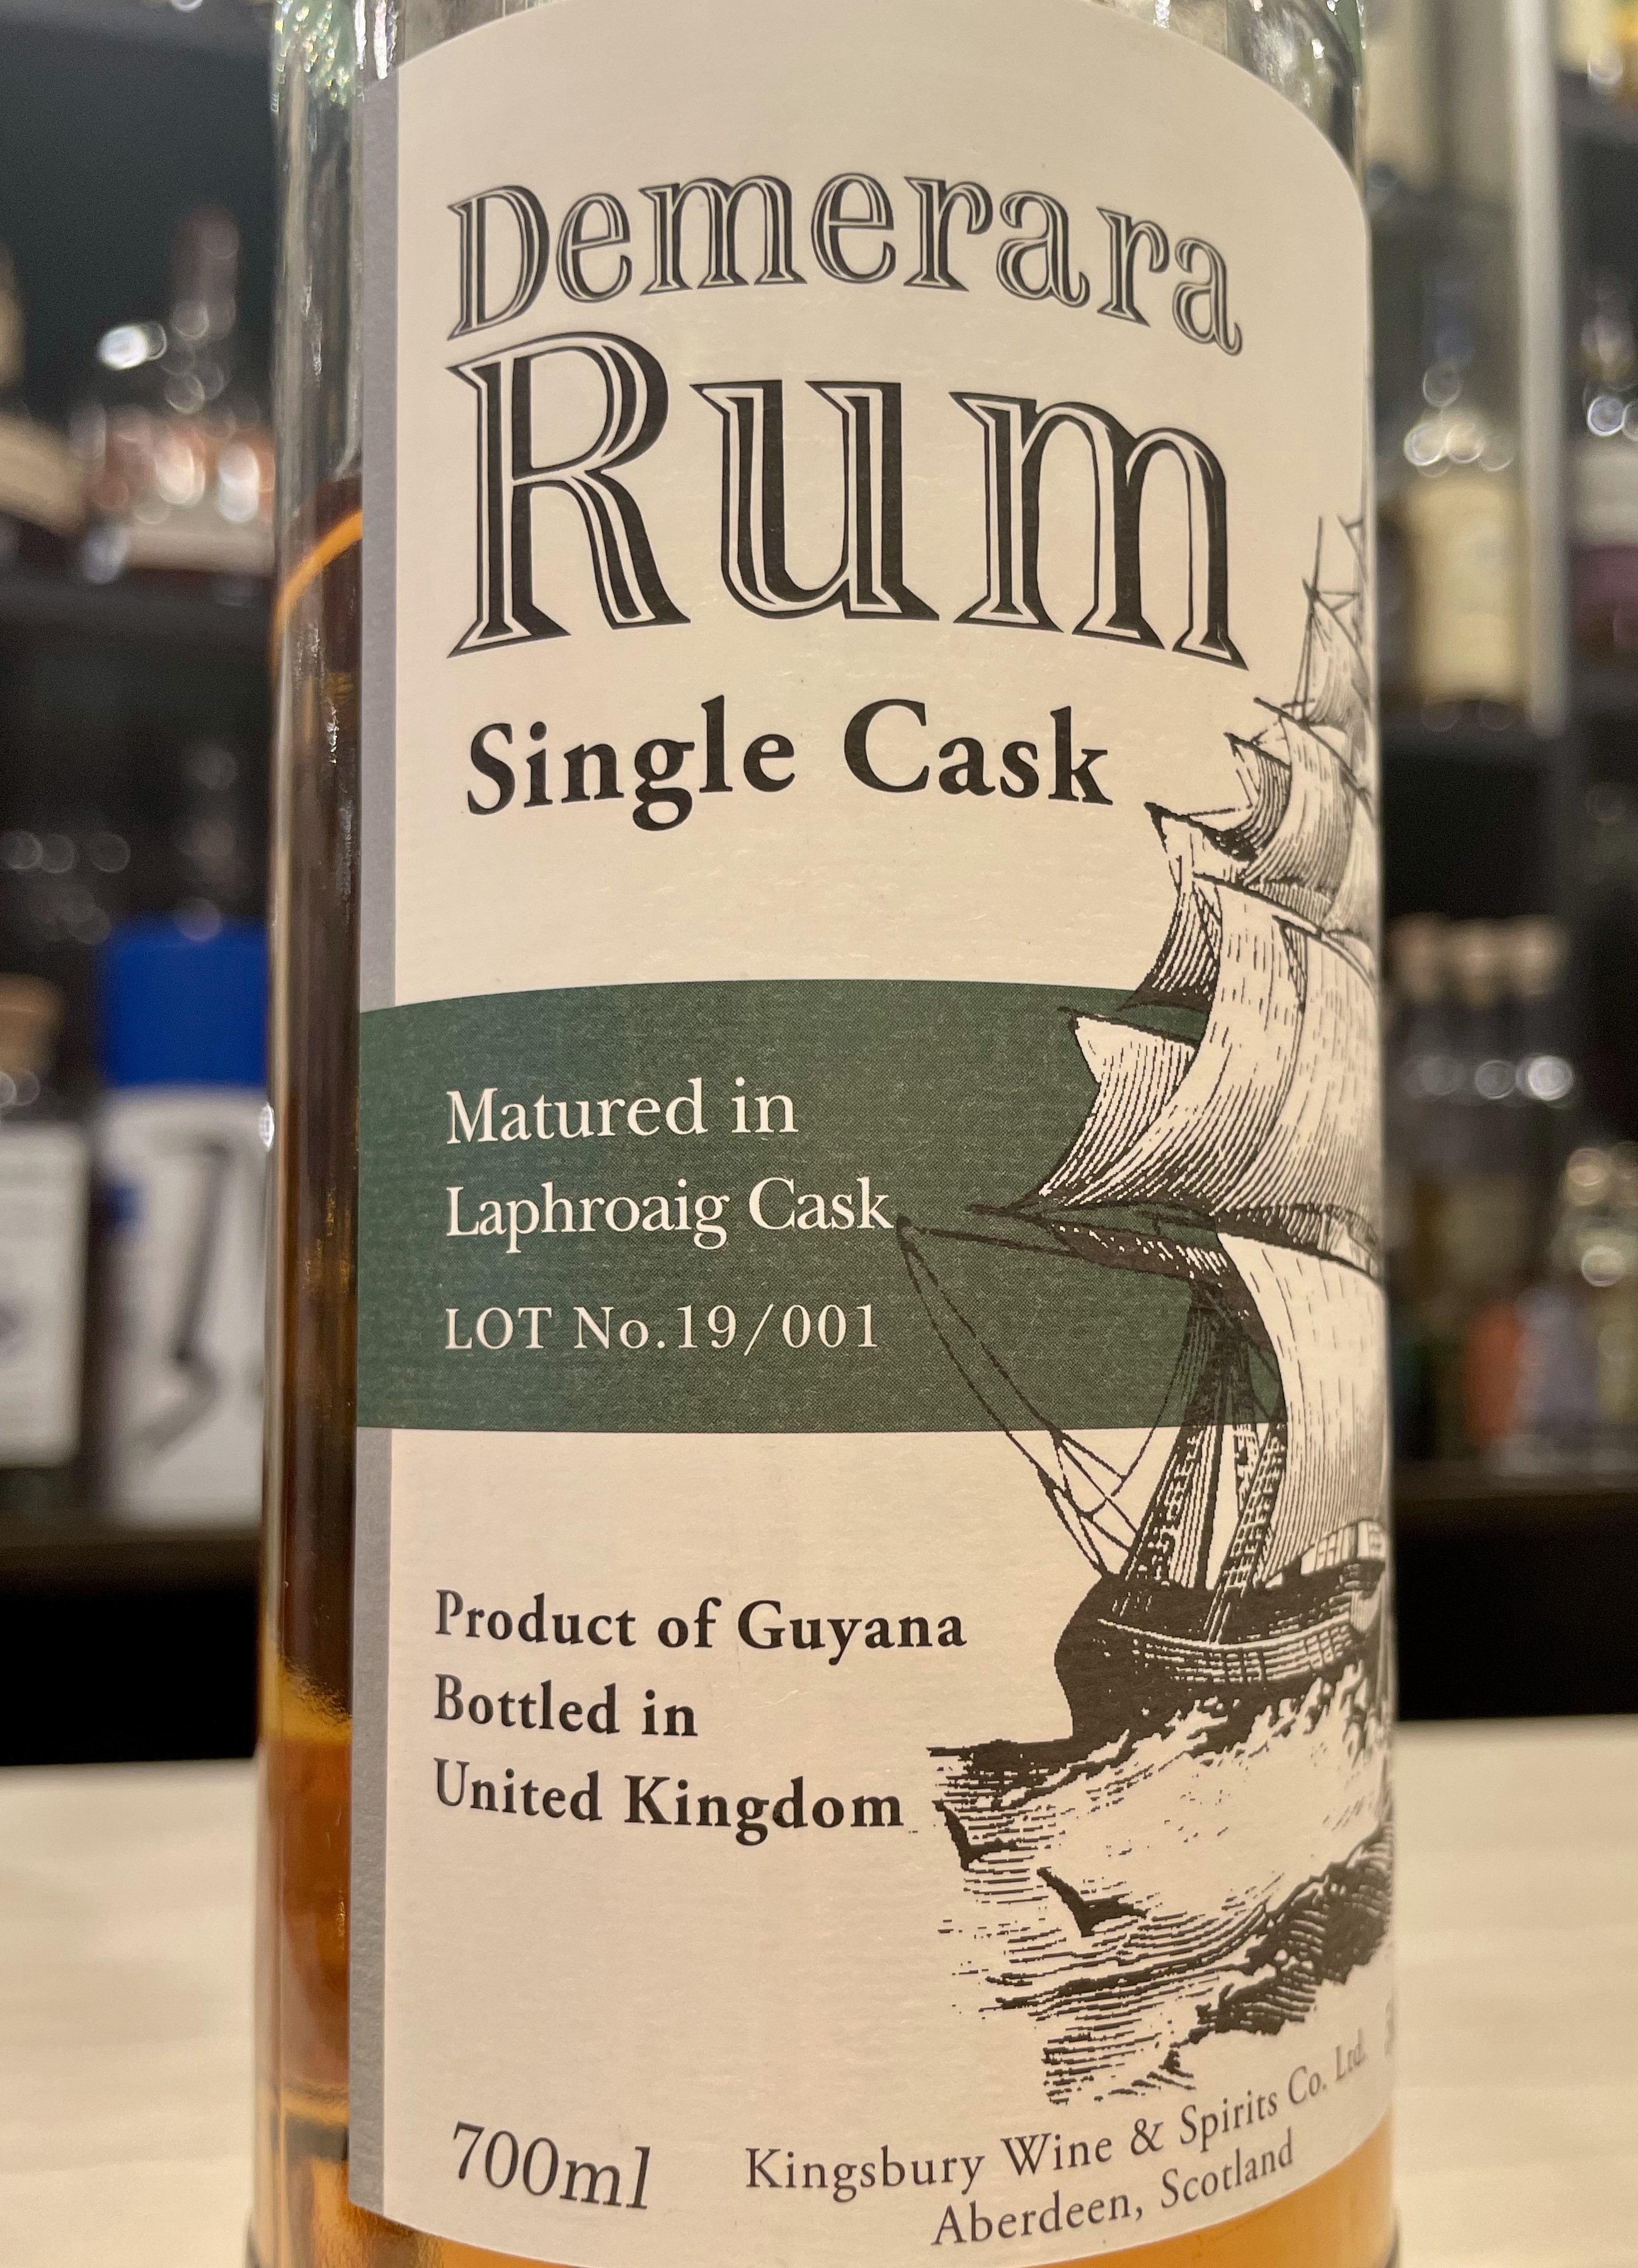 Demerara
Rum
Single Cask
Matured in
Laphroaig Cask
LOT No.19/001
Product of Guyana
Bottled in
United Kingdom
700ml
Kingsbury Wine & Spirits Co. Ltd.
Aberdeen, Scotland